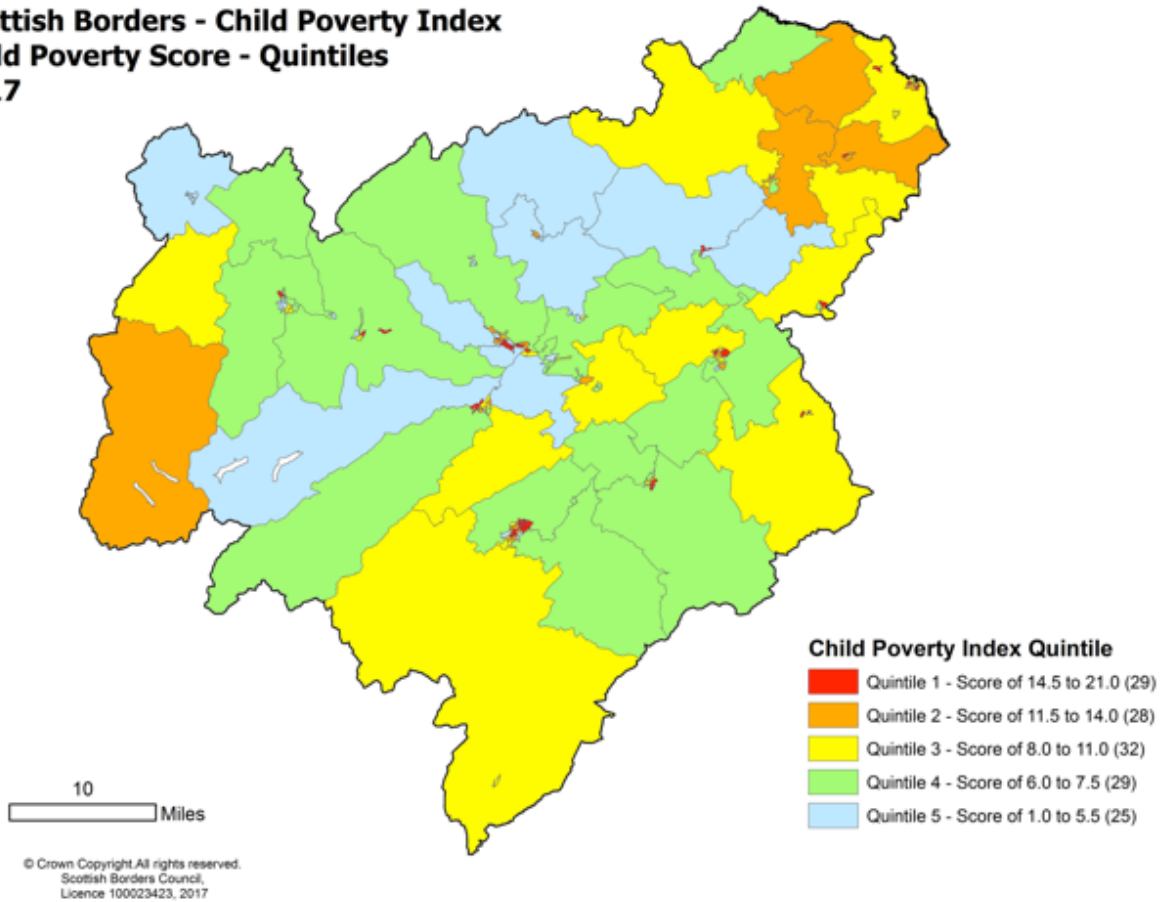 ttish Borders - Child Poverty Index
ld Poverty Score - Quintiles
17
Child Poverty Index Quintile
Quintile 1 - Score of 14.5 to 21.0 (29)
Quintile 2 - Score of 11.5 to 14.0 (28)
Quintile 3 - Score of 8.0 to 11.0 (32)
Quintile 4 - Score of 6.0 to 7.5 (29)
Quintile 5 - Score of 1.0 to 5.5 (25)
10
Miles
© Crown Copyright.All rights reserved.
Scottish Borders Council,
Licence 100023423, 2017